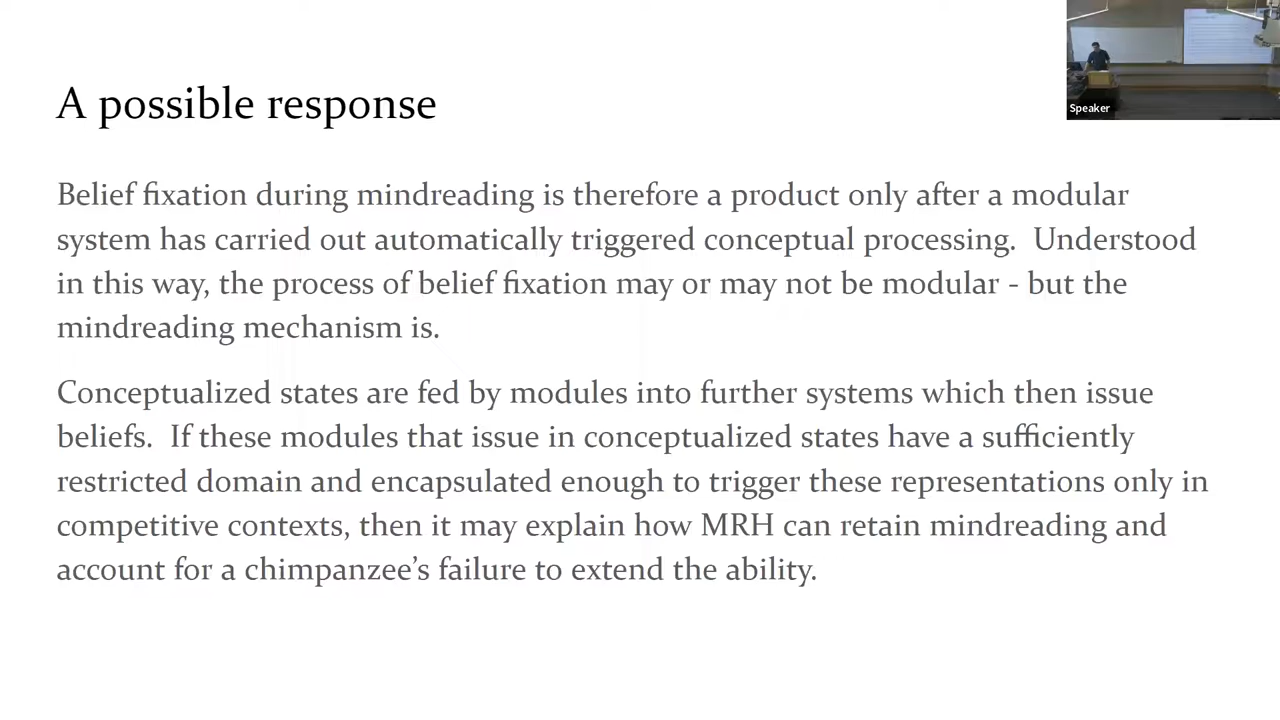 A possible response
Speaker
Belief fixation during mindreading is therefore a product only after a modular
system has carried out automatically triggered conceptual processing.  Understood
in this way, the process of belief fixation may or may not be modular - but the
mindreading mechanism is.
Conceptualized states are fed by modules into further systems which then issue
beliefs.  If these modules that issue in conceptualized states have a sufficiently
restricted domain and encapsulated enough to trigger these representations only in
competitive contexts, then it may explain how MRH can retain mindreading and
account for a chimpanzee’s failure to extend the ability.